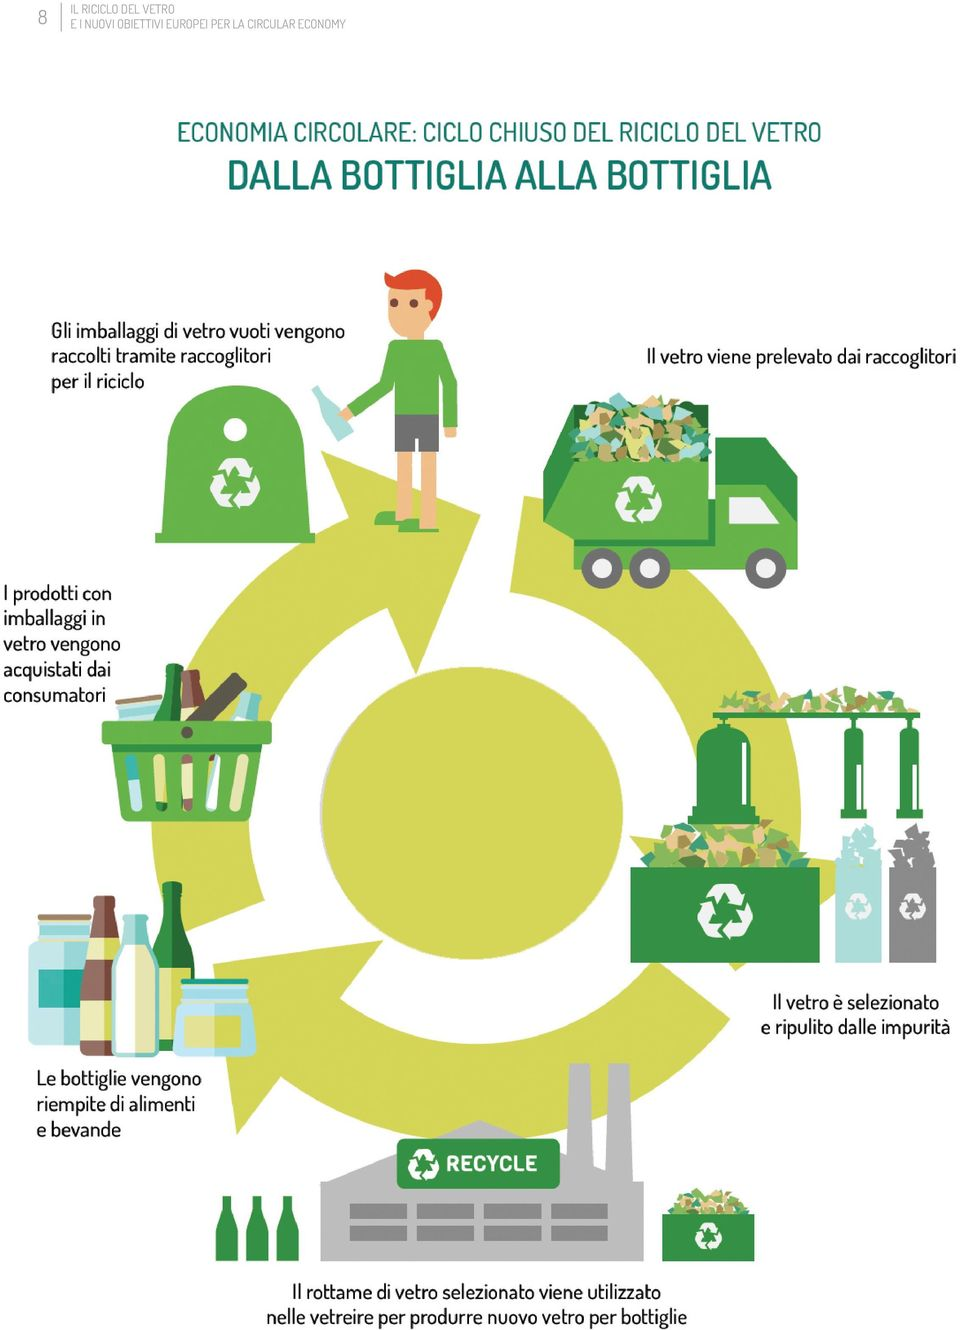 8
IL RICICLO DEL VETRO
E I NUOVI OBIETTIVI EUROPEI PER LA CIRCULAR ECONOMY
ECONOMIA CIRCOLARE: CICLO CHIUSO DEL RICICLO DEL VETRO
DALLA BOTTIGLIA ALLA BOTTIGLIA
Gli imballaggi di vetro vuoti vengono
raccolti tramite raccoglitori
per il riciclo
Il vetro viene prelevato dai raccoglitori
I prodotti con
imballaggi in
vetro vengono
acquistati dai
consumatori
Il vetro è selezionato
e ripulito dalle impurità
Le bottiglie vengono
riempite di alimenti
e bevande
RECYCLE
Il rottame di vetro selezionato viene utilizzato
nelle vetreire per produrre nuovo vetro per bottiglie